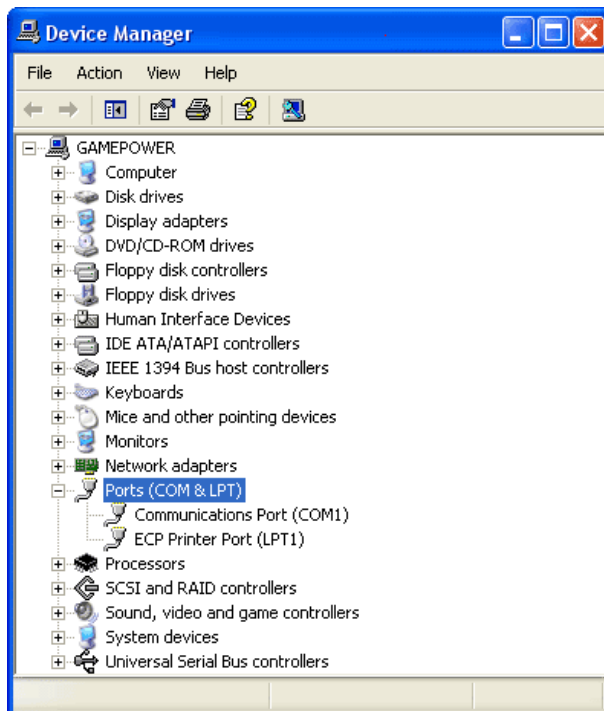 Device Manager
File Action View Help
GAMEPOWER
Computer
Disk drives
Display adapters
DVD/CD-ROM drives
Floppy disk controllers
Floppy disk drives
Human Interface Devices
IDE ATA/ATAPI controllers
IEEE 1394 Bus host controllers
Keyboards
Mice and other pointing devices
Monitors
Network adapters
Ports (COM & LPT)
Communications Port (COM1)
ECP Printer Port (LPT1)
Processors
SCSI and RAID controllers
Sound, video and game controllers
System devices
Universal Serial Bus controllers